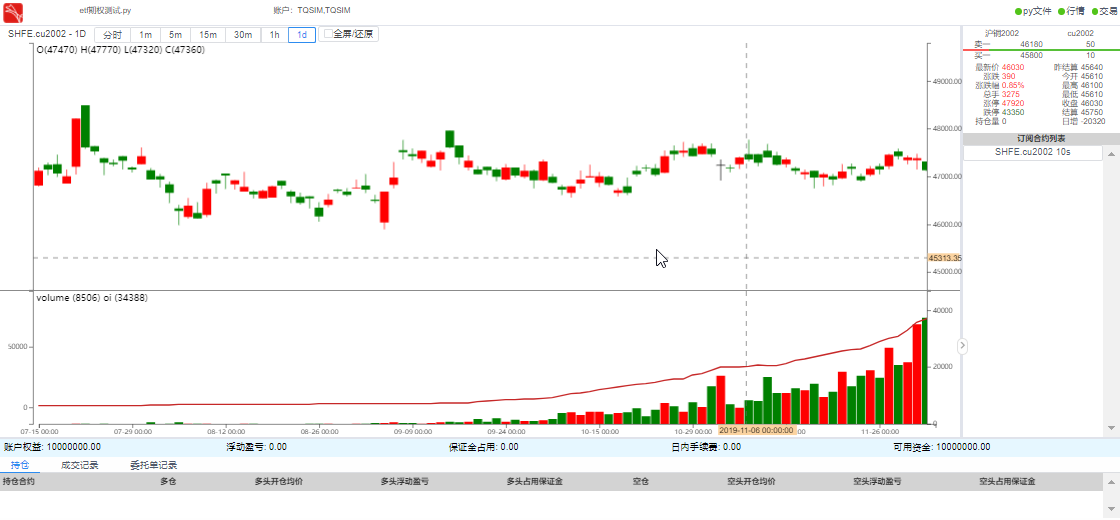 etf期权测试.py 账户： TQSIM,TQSIM py文件 行情 交易
SHFE.cu2002 - 1D 分时 1m 5m 15m 30m 1h 1d 全屏/还原
O(47470) H(47770) L(47320) C(47360)
49000.00
48000.00
47000.00
46000.00
45313.35
45000.00
volume (8506) oi (34388)
50000
0
40000
20000
0
07-15 00:00 07-29 00:00 08-12 00:00 08-26 00:00 09-09 00:00 09-24 00:00 10-15 00:00 10-29 00:00 2019-11-06 00:00:00 11-26 00:00
沪铜2002 cu2002
卖一 46180 50
买一 45800 10
最新价 46030 昨结算 45640
涨跌 390 今开 45610
涨跌幅 0.85% 最高 46100
总手 3275 最低 45610
涨停 47920 收盘 46030
跌停 43350 结算 45750
持仓量 0 日增 -20320
订阅合约列表
SHFE.cu2002 10s
账户权益: 10000000.00 浮动盈亏: 0.00 保证金占用: 0.00 日内手续费: 0.00 可用资金: 10000000.00
持仓 成交记录 委托单记录
持仓合约 多仓 多头开仓均价 多头浮动盈亏 多头占用保证金 空仓 空头开仓均价 空头浮动盈亏 空头占用保证金